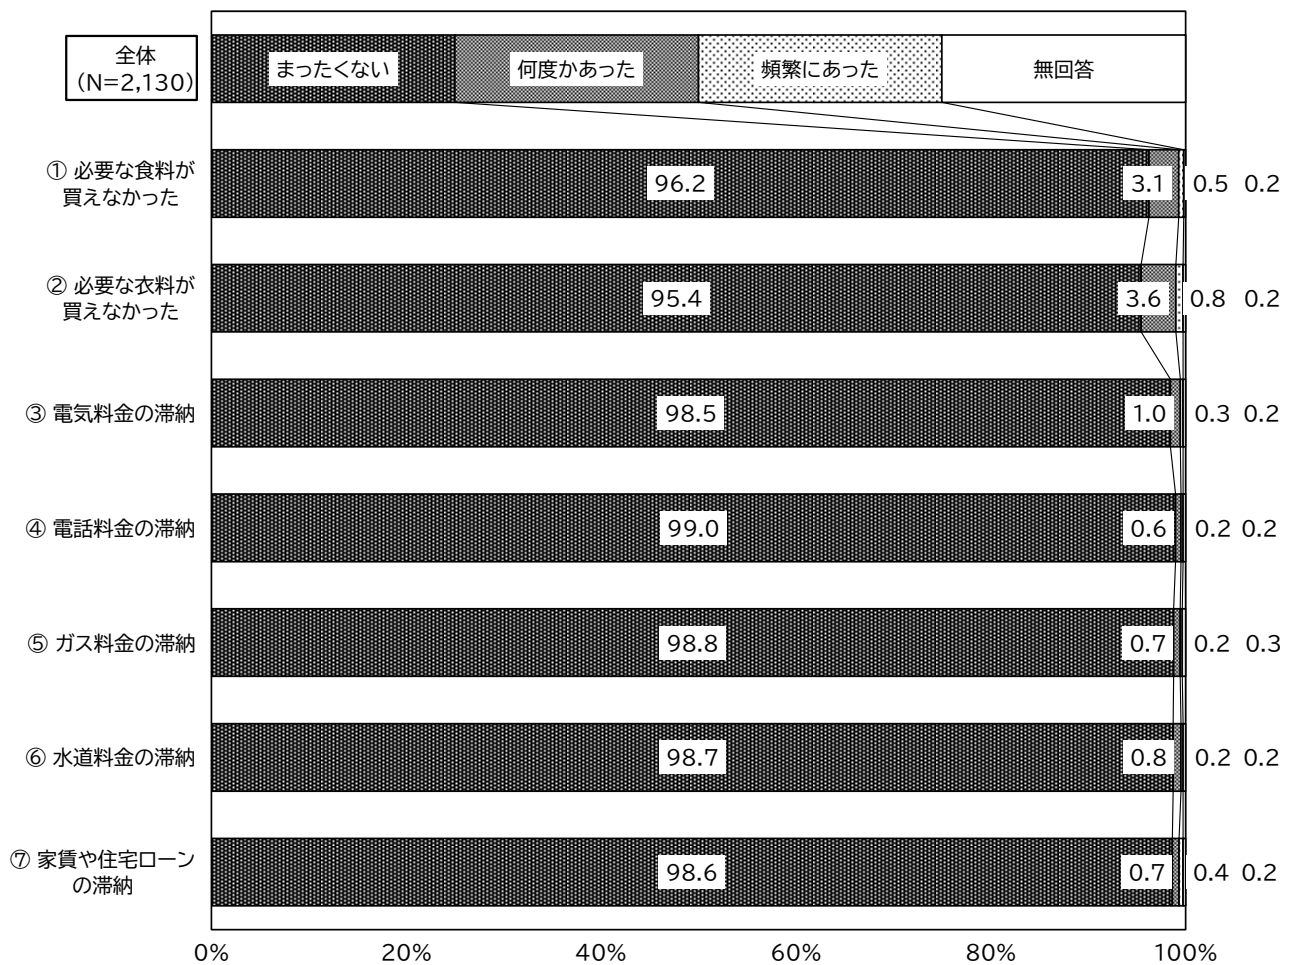 全体
（N=2,130）
まったくない
何度かあった
頻繁にあった
無回答
① 必要な食料が
買えなかった
96.2
3.1
0.5
0.2
② 必要な衣料が
買えなかった
95.4
3.6
0.8
0.2
③ 電気料金の滞納
98.5
1.0
0.3
0.2
④ 電話料金の滞納
99.0
0.6
0.2
0.2
⑤ ガス料金の滞納
98.8
0.7
0.2
0.3
⑥ 水道料金の滞納
98.7
0.8
0.2
0.2
⑦ 家賃や住宅ローン
の滞納
98.6
0.7
0.4
0.2
0%
20%
40%
60%
80%
100%